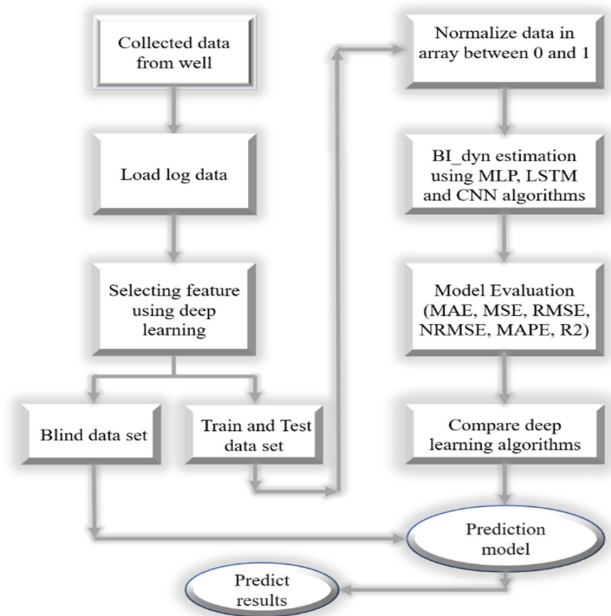 Collected data
from well
Load log data
Selecting feature
using deep
learning
Blind data set
Train and Test
data set
Normalize data in
array between 0 and 1
BI_dyn estimation
using MLP, LSTM
and CNN algorithms
Model Evaluation
(MAE, MSE, RMSE,
NRMSE, MAPE, R2)
Compare deep
learning algorithms
Prediction
model
Predict
results